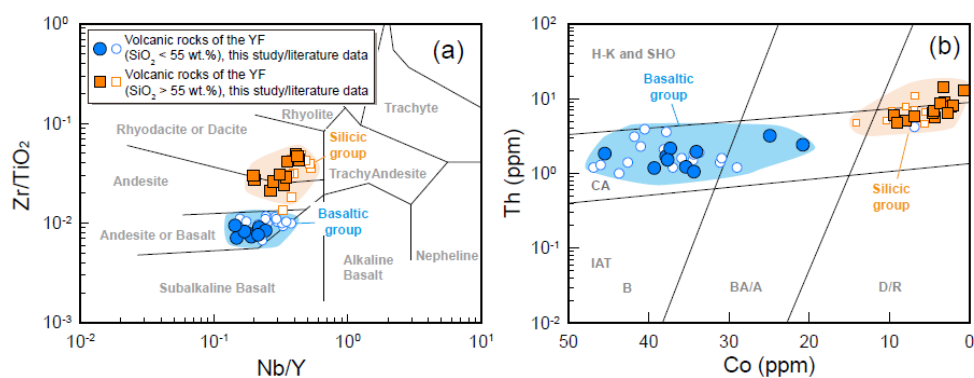 (a)
Volcanic rocks of the YF
(SiO₂ < 55 wt.%), this study/literature data
Volcanic rocks of the YF
(SiO₂ > 55 wt.%), this study/literature data
Rhyolite
Trachyte
Rhyodacite or Dacite
Silicic
group
Andesite
TrachyAndesite
Andesite or Basalt
Basaltic
group
Alkaline
Basalt
Nepheline
Subalkaline Basalt
Zr/TiO₂
10⁰
10⁻¹
10⁻²
10⁻³
10⁻² 10⁻¹ 10⁰ 10¹
Nb/Y
(b)
H-K and SHO
Basaltic
group
CA
Silicic
group
IAT
B
BA/A
D/R
Th (ppm)
10²
10¹
10⁰
10⁻¹
10⁻²
50 40 30 20 10 0
Co (ppm)